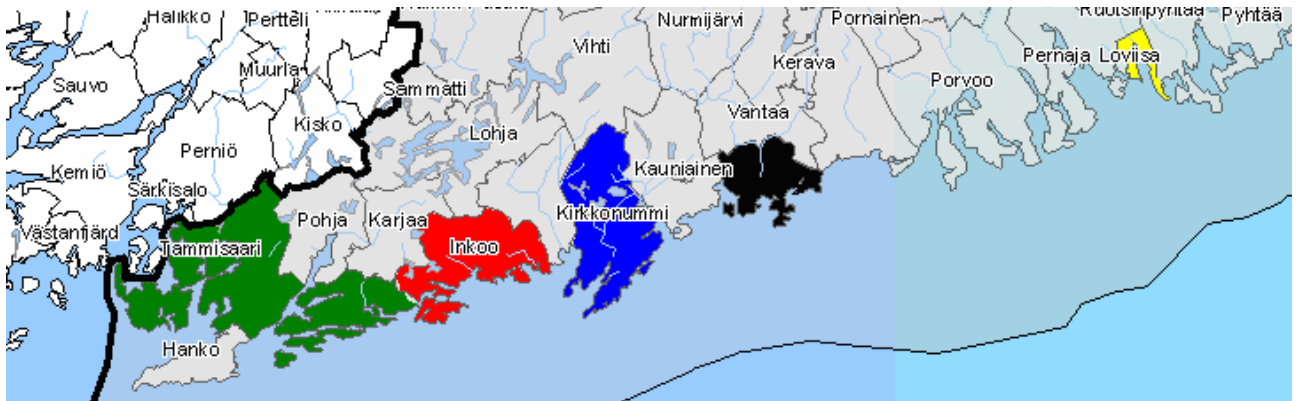 Halikko
Pertteli
Nurmijärvi
Pornainen
Ruotsinpyhtää
Pyhtää
Vihti
Kerava
Pernaja
Loviisa
Sauvo
Muurla
Sammatti
Porvoo
Kisko
Lohja
Vantaa
Perniö
Kemiö
Särkisalo
Kauniainen
Västanfjärd
Pohja
Karjaa
Kirkkonummi
Tammisaari
Inkoo
Hanko